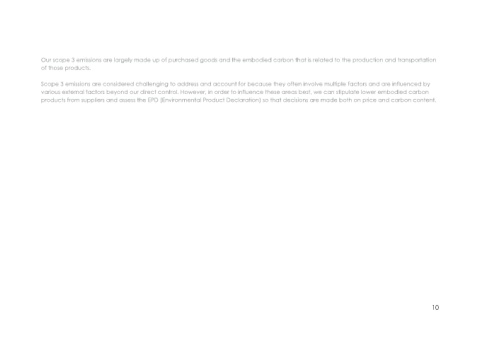 Our scope 3 emissions are largely made up of purchased goods and the embodied carbon that is related to the production and transportation
of those products.
Scope 3 emissions are considered challenging to address and account for because they often involve multiple factors and are influenced by
various external factors beyond our direct control. However, in order to influence these areas best, we can stipulate lower embodied carbon
products from suppliers and assess the EPD (Environmental Product Declaration) so that decisions are made both on price and carbon content.
10